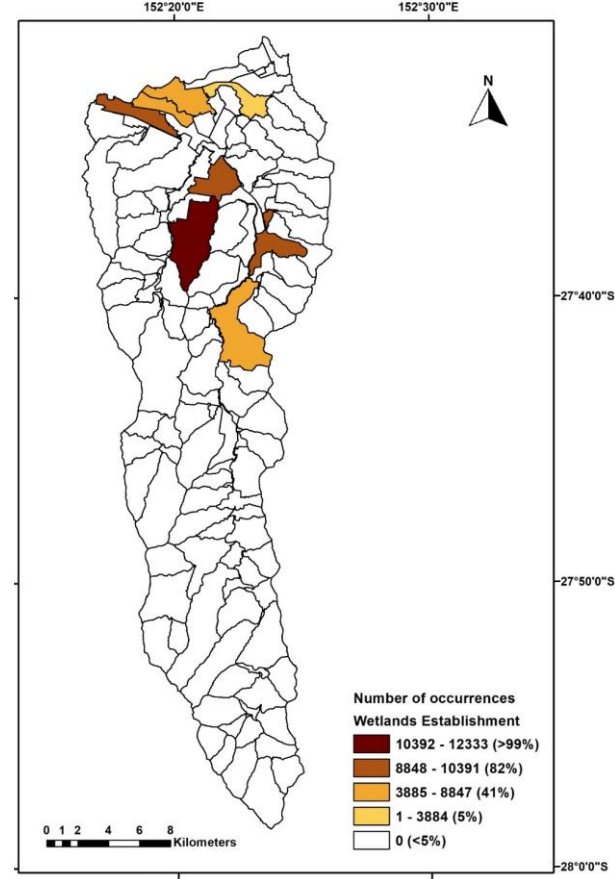 152°20'0"E 152°30'0"E
N
27°40'0"S
27°50'0"S
Number of occurrences
Wetlands Establishment
10392 - 12333 (>99%)
8848 - 10391 (82%)
3885 - 8847 (41%)
1 - 3884 (5%)
0 (<5%)
0 1 2 4 6 8
Kilometers
28°0'0"S